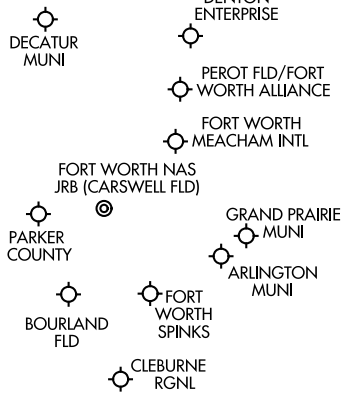 DENTON
ENTERPRISE
DECATUR
MUNI
PEROT FLD/FORT
WORTH ALLIANCE
FORT WORTH
MEACHAM INTL
FORT WORTH NAS
JRB (CARSWELL FLD)
GRAND PRAIRIE
MUNI
PARKER
COUNTY
ARLINGTON
MUNI
BOURLAND
FLD
FORT
WORTH
SPINKS
CLEBURNE
RGNL